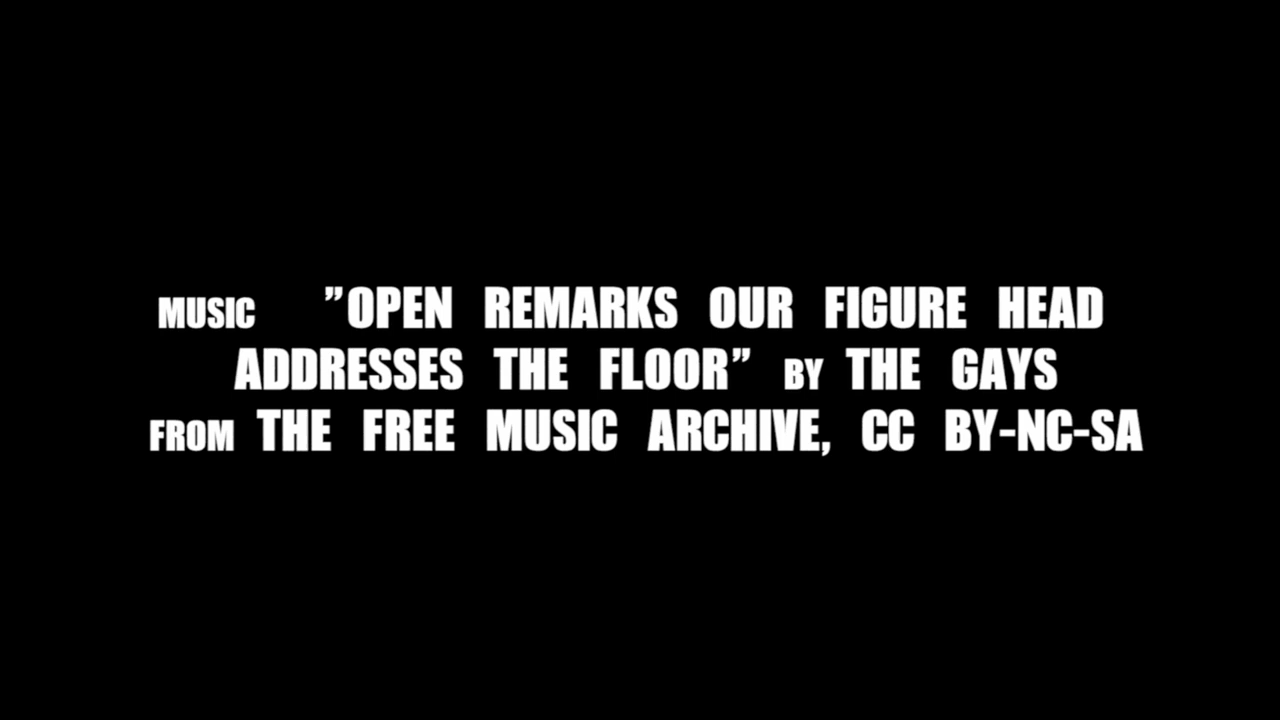 MUSIC ”OPEN REMARKS OUR FIGURE HEAD
ADDRESSES THE FLOOR” BY THE GAYS
FROM THE FREE MUSIC ARCHIVE, CC BY-NC-SA